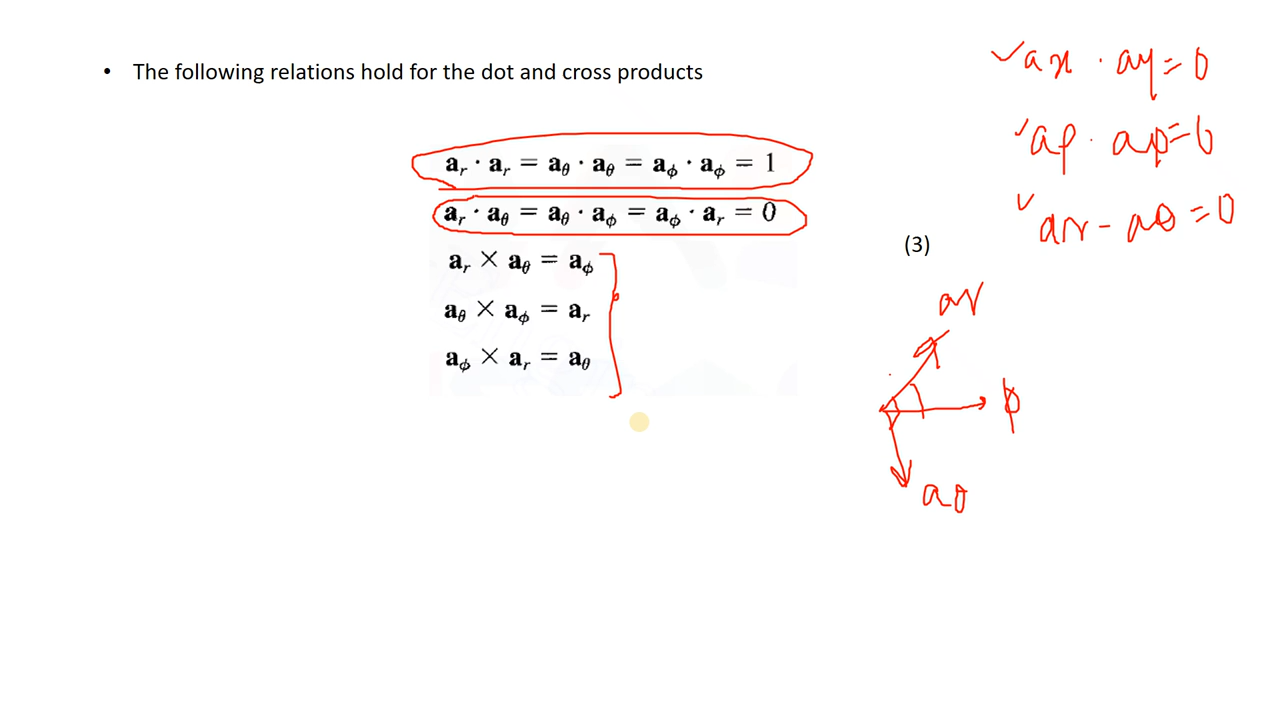 • The following relations hold for the dot and cross products
a_r · a_r = a_θ · a_θ = a_ϕ · a_ϕ = 1
a_r · a_θ = a_θ · a_ϕ = a_ϕ · a_r = 0
(3)
a_r × a_θ = a_ϕ
a_θ × a_ϕ = a_r
a_ϕ × a_r = a_θ
✓ax · ay = 0
✓aρ · aϕ = 0
✓ar - aθ = 0
ar
ϕ
aθ